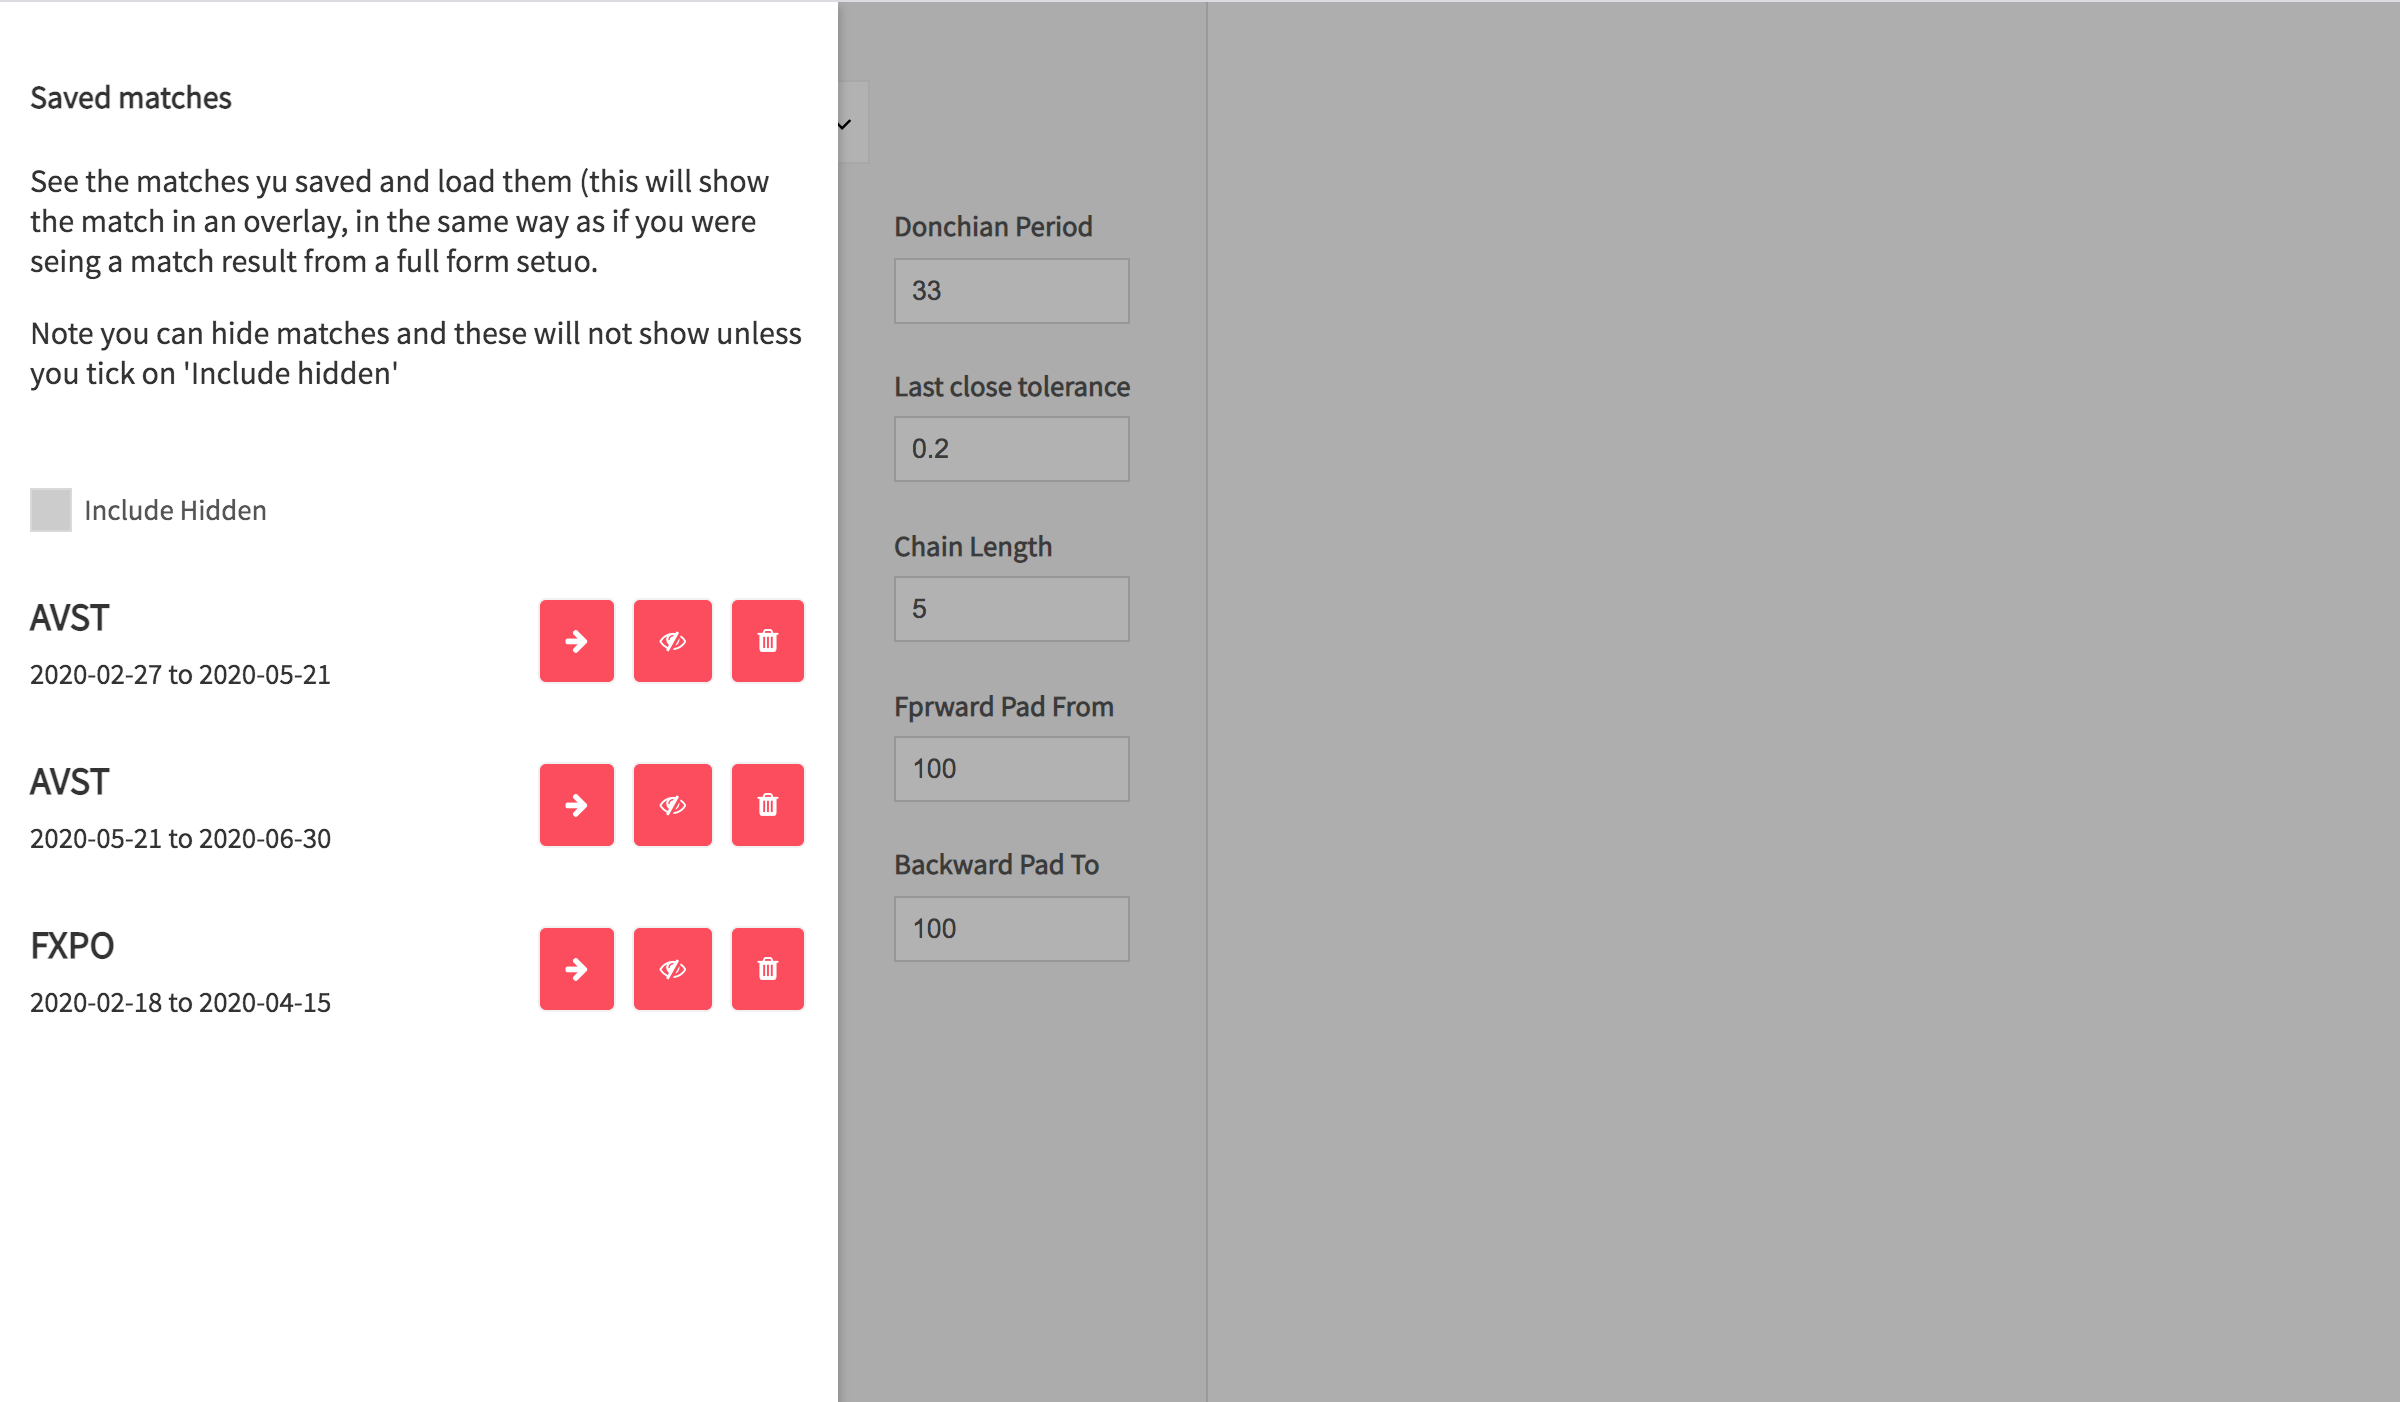 Saved matches
See the matches yu saved and load them (this will show
the match in an overlay, in the same way as if you were
seing a match result from a full form setuo.
Note you can hide matches and these will not show unless
you tick on 'Include hidden'
Include Hidden
AVST
2020-02-27 to 2020-05-21
AVST
2020-05-21 to 2020-06-30
FXPO
2020-02-18 to 2020-04-15
Donchian Period
33
Last close tolerance
0.2
Chain Length
5
Fprward Pad From
100
Backward Pad To
100